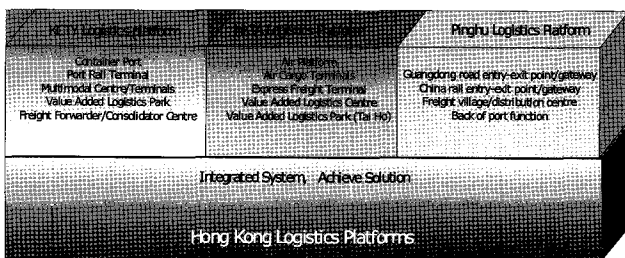 KCTY Logistics Platform
Container Port
Port Rail Terminal
Multimodal Centre/Terminals
Value Added Logistics Park
Freight Forwarder/Consolidator Centre
Air Platform
Air Cargo Terminals
Express Freight Terminal
Value Added Logistics Centre
Value Added Logistics Park (Tai Ho)
Pinghu Logistics Ratform
Guangdong road entry-exit point/gateway
China rail entry-exit point/gateway
Freight village/distribution centre
Back of port function
Integrated System, Achieve Solution
Hong Kong Logistics Platforms